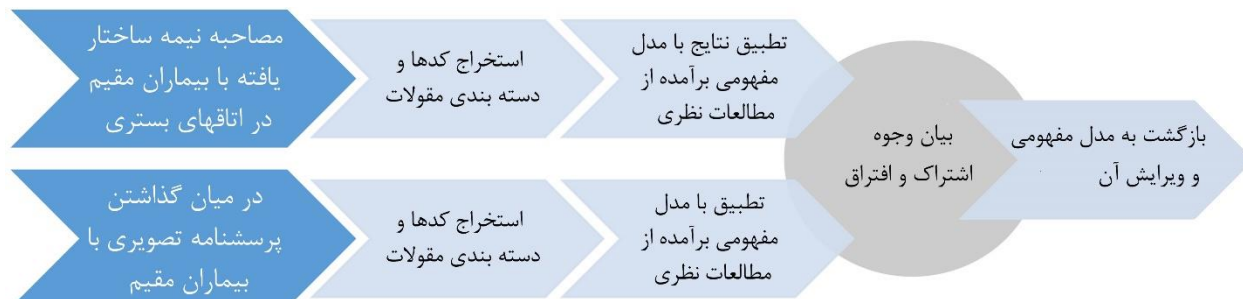 مصاحبه نیمه ساختار
یافته با بیماران مقیم
در اتاقهای بستری
استخراج کدها و
دسته بندی مقولات
تطبیق نتایج با مدل
مفهومی برآمده از
مطالعات نظری
در میان گذاشتن
پرسشنامه تصویری با
بیماران مقیم
استخراج کدها و
دسته بندی مقولات
تطبیق با مدل
مفهومی برآمده از
مطالعات نظری
بیان وجوه
اشتراک و افتراق
بازگشت به مدل مفهومی
و ویرایش آن